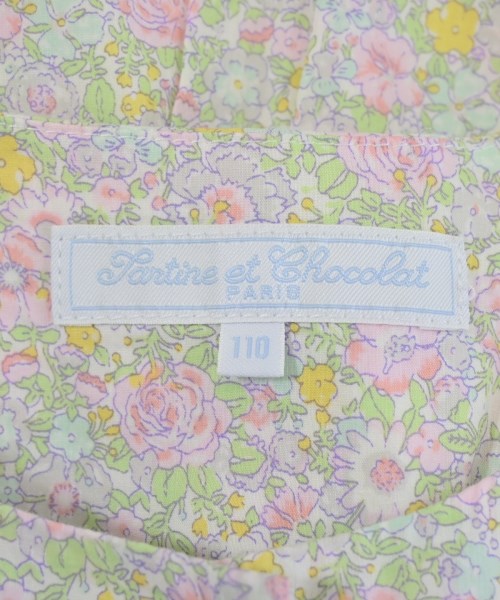 Tartine et Chocolat
PARIS
110